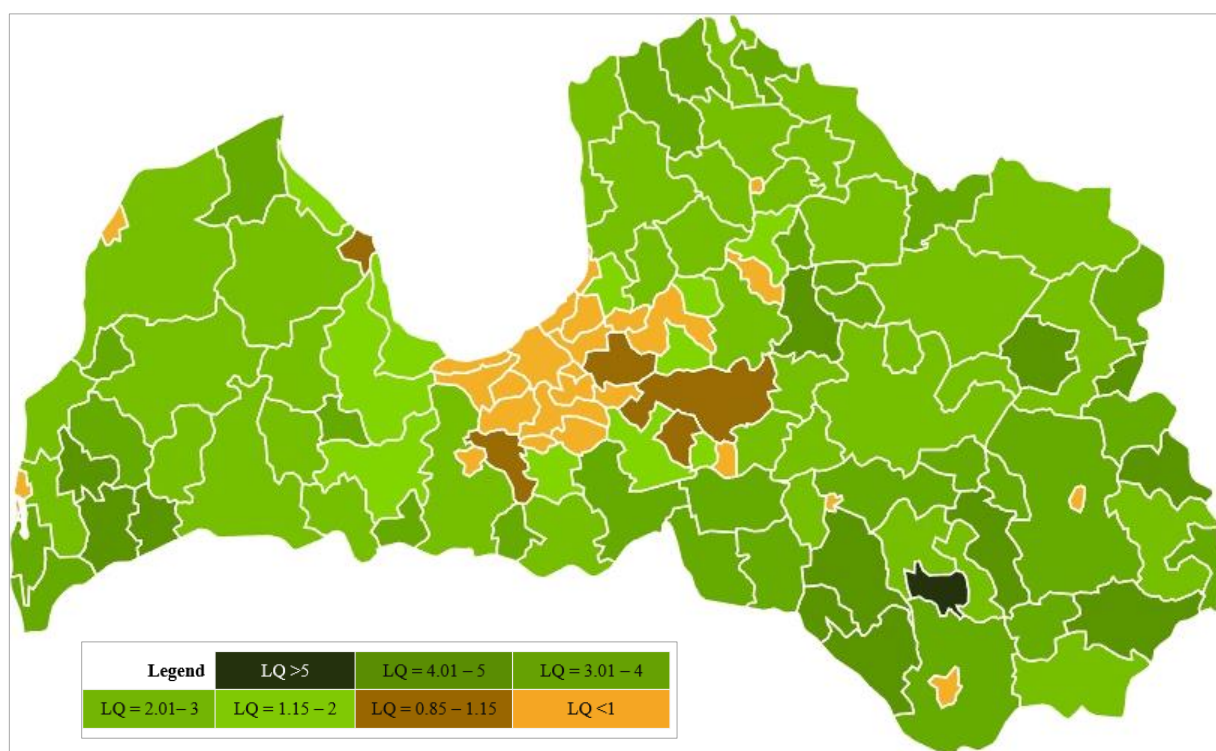 Legend LQ >5 LQ = 4.01 – 5 LQ = 3.01 – 4
LQ = 2.01– 3 LQ = 1.15 – 2 LQ = 0.85 – 1.15 LQ <1